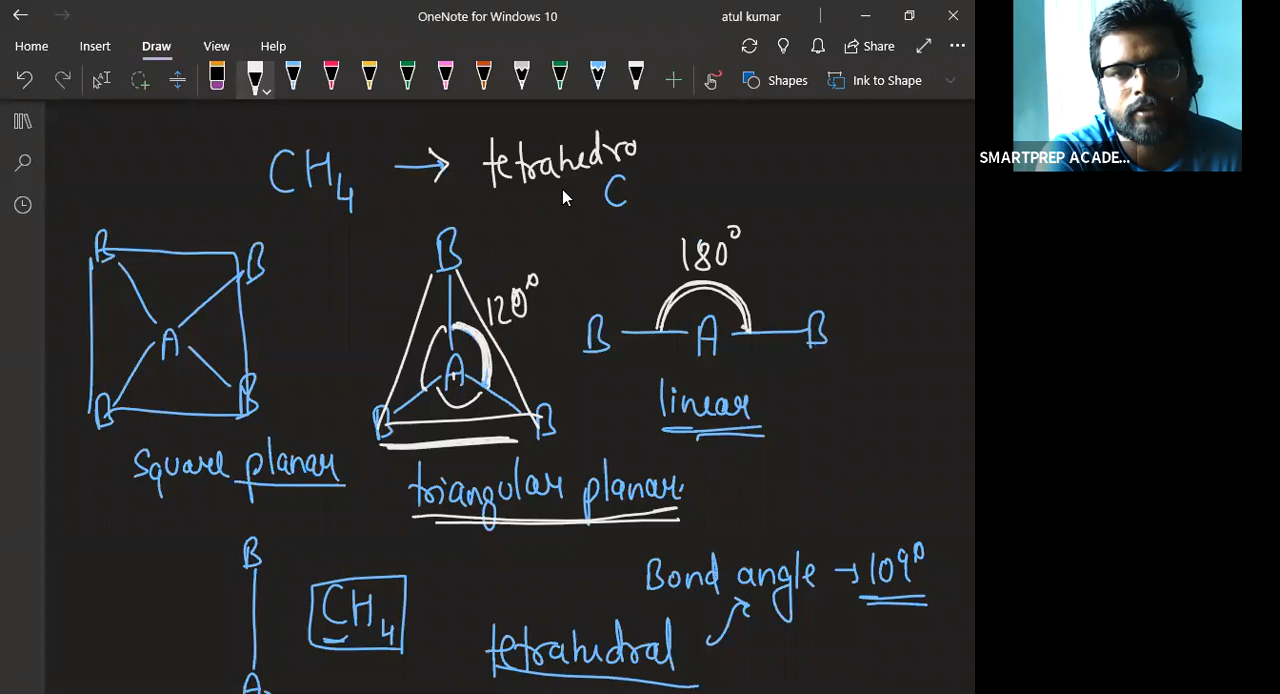 OneNote for Windows 10
atul kumar
Home Insert Draw View Help
Share
Shapes
Ink to Shape
SMARTPREP ACADE...
CH4 → tetrahedro
C
B B
A
B B
square planar
B
120°
A
B B
triangular planar
180°
B A B
linear
B
A
CH4
Bond angle → 109°
tetrahedral